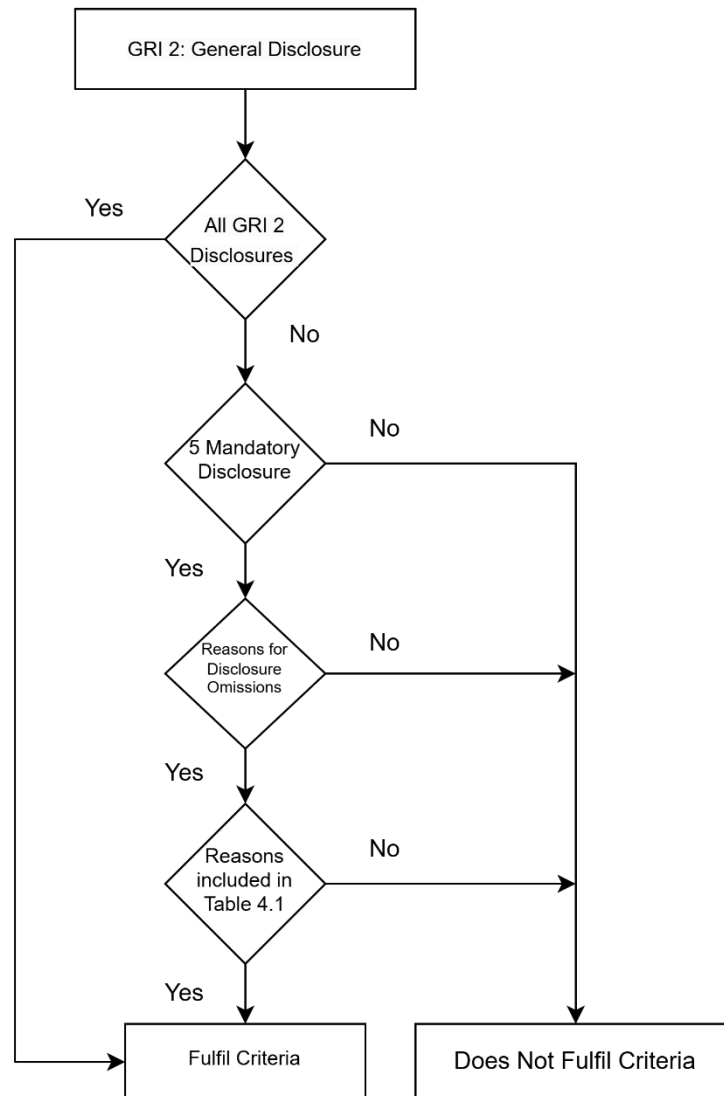 GRI 2: General Disclosure
Yes
All GRI 2
Disclosures
No
5 Mandatory
Disclosure
No
Yes
Reasons for
Disclosure
Omissions
No
Yes
Reasons
included in
Table 4.1
No
Yes
Fulfil Criteria
Does Not Fulfil Criteria